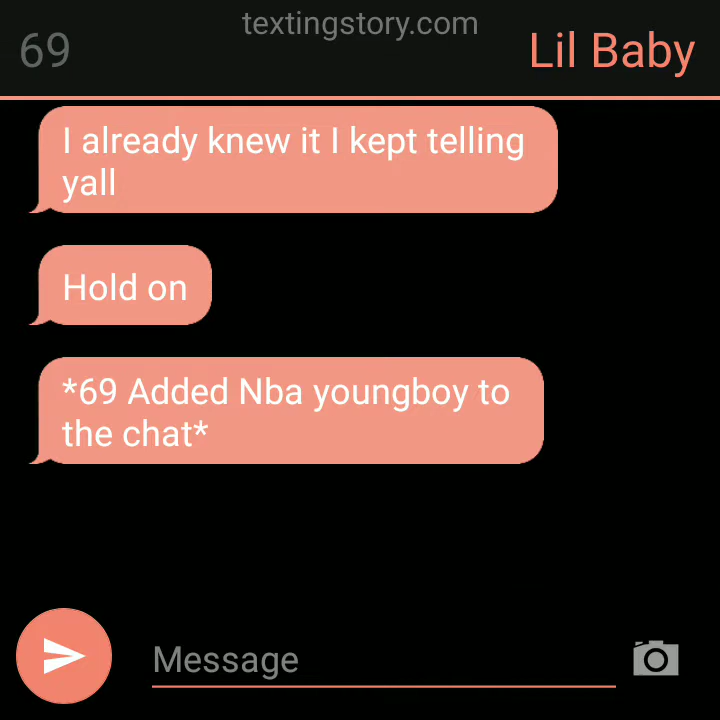 textingstory.com
69
Lil Baby
I already knew it I kept telling
yall
Hold on
*69 Added Nba youngboy to
the chat*
Message